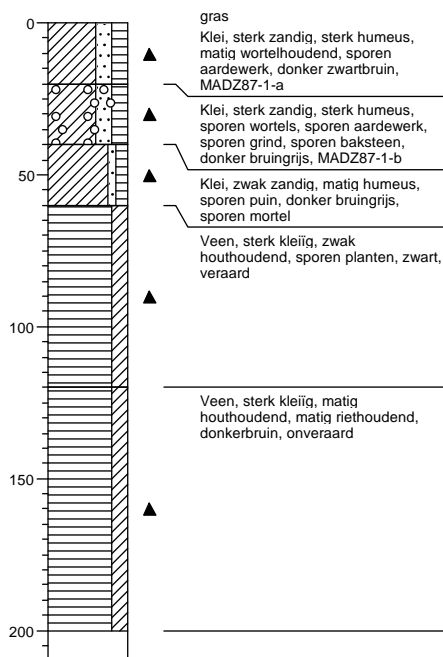 0
gras
Klei, sterk zandig, sterk humeus,
matig wortelhoudend, sporen
aardewerk, donker zwartbruin,
MADZ87-1-a
Klei, sterk zandig, sterk humeus,
sporen wortels, sporen aardewerk,
sporen grind, sporen baksteen,
donker bruingrijs, MADZ87-1-b
50
Klei, zwak zandig, matig humeus,
sporen puin, donker bruingrijs,
sporen mortel
Veen, sterk kleiïg, zwak
houthoudend, sporen planten, zwart,
veraard
100
Veen, sterk kleiïg, matig
houthoudend, matig riethoudend,
donkerbruin, onveraard
150
200